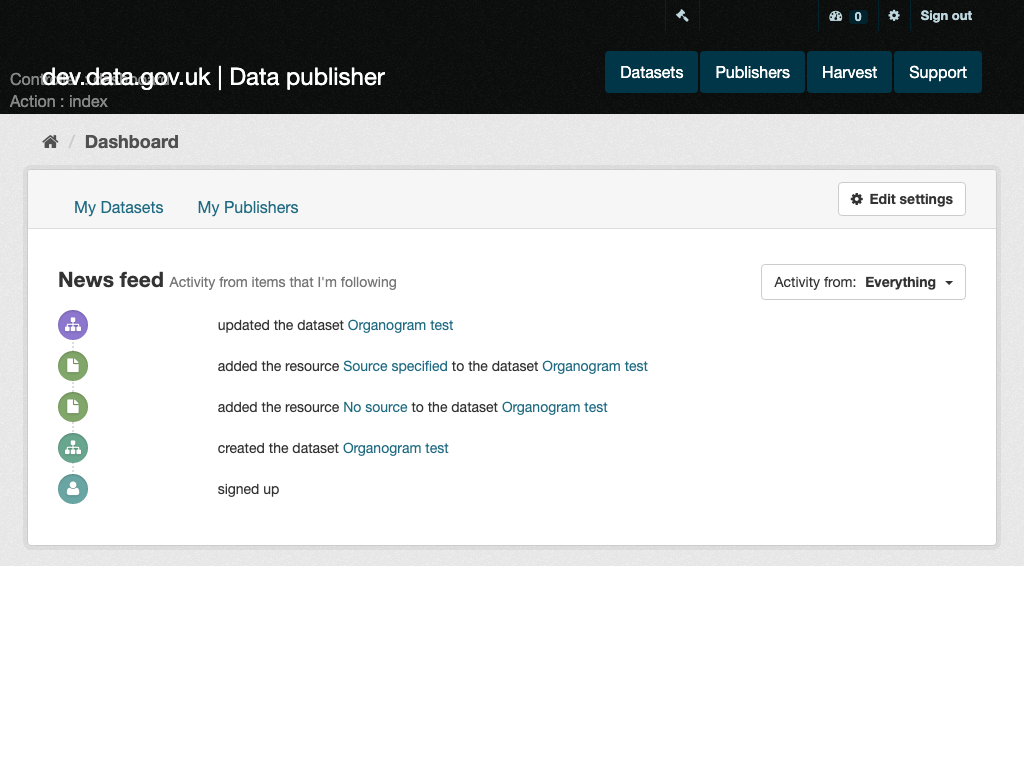 0 Sign out
dev.data.gov.uk | Data publisher
Datasets Publishers Harvest Support
Action : index
/ Dashboard
My Datasets My Publishers Edit settings
News feed Activity from items that I'm following Activity from: Everything
updated the dataset Organogram test
added the resource Source specified to the dataset Organogram test
added the resource No source to the dataset Organogram test
created the dataset Organogram test
signed up